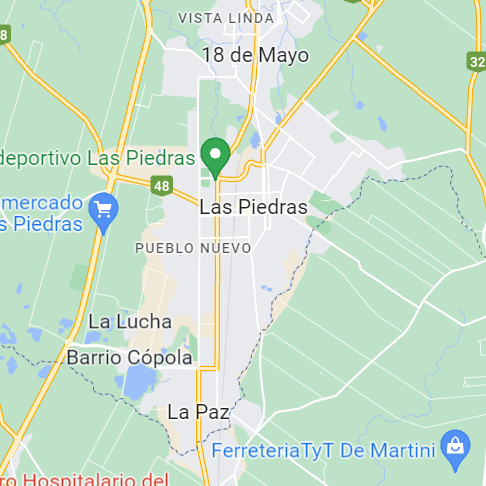 VISTA LINDA
8
18 de Mayo
32
deportivo Las Piedras
48
mercado
s Piedras
Las Piedras
PUEBLO NUEVO
La Lucha
Barrio Cópola
La Paz
FerreteriaTyT De Martini
ro Hospitalario del